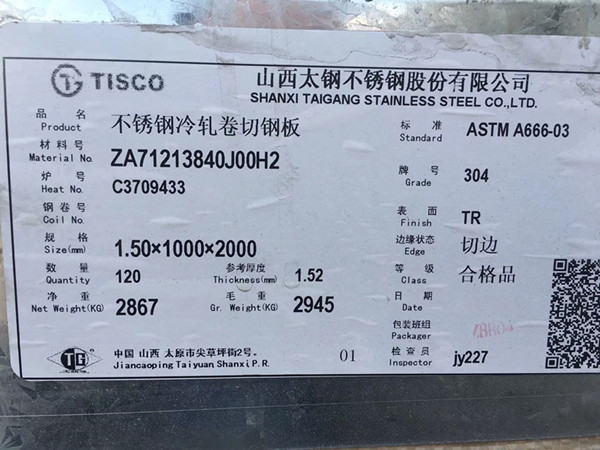 TISCO
山西太钢不锈钢股份有限公司
SHANXI TAIGANG STAINLESS STEEL CO.,LTD.
品名 不锈钢冷轧卷切钢板 标准 ASTM A666-03
Product Standard
材料号 ZA71213840J00H2 牌号 304
Material No. Grade
炉号 C3709433
Heat No.
钢卷号 表面 TR
Coil No. Finish
规格 1.50×1000×2000 边缘状态 切边
Size(mm) Edge
数量 120 参考厚度 1.52 等级 合格品
Quantity Thickness(mm) Class
净重 2867 毛重 2945 日期
Net Weight(KG) Gr. Weight(KG) Date
包装班组
Packager
中国 山西 太原市尖草坪街2号。 01 检查员 jy227
Jiancaoping Taiyuan Shanxi P.R. Inspector